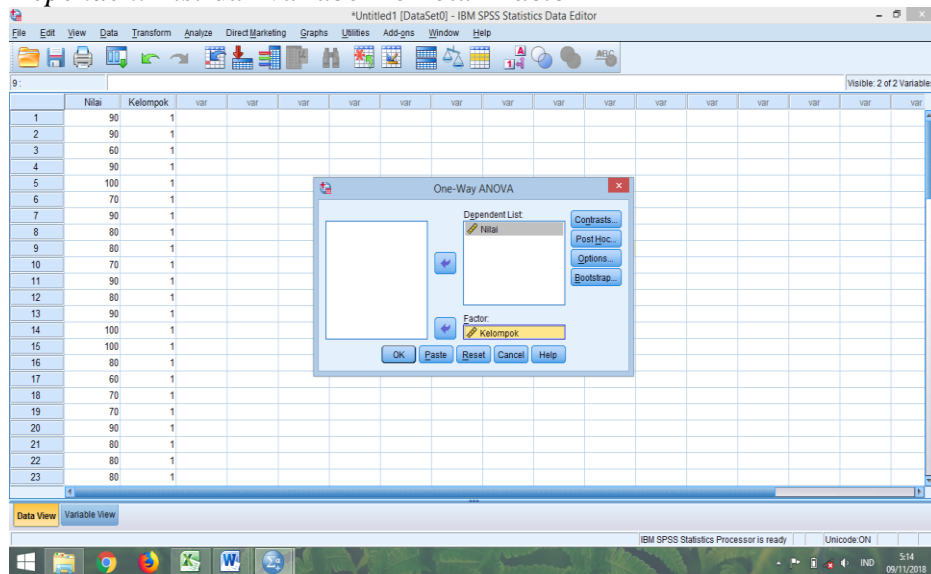 *Untitled1 [DataSet0] - IBM SPSS Statistics Data Editor
File Edit View Data Transform Analyze Direct Marketing Graphs Utilities Add-ons Window Help
9 :
Visible: 2 of 2 Variable
Nilai Kelompok var var var var var var var var var var var var var var
1 90 1
2 90 1
3 60 1
4 90 1
5 100 1
6 70 1
7 90 1
8 80 1
9 80 1
10 70 1
11 90 1
12 80 1
13 90 1
14 100 1
15 100 1
16 80 1
17 60 1
18 70 1
19 70 1
20 90 1
21 80 1
22 80 1
23 80 1
One-Way ANOVA
Dependent List:
Nilai
Contrasts...
Post Hoc...
Options...
Bootstrap...
Factor:
Kelompok
OK Paste Reset Cancel Help
Data View Variable View
IBM SPSS Statistics Processor is ready Unicode:ON
IND
5:14
09/11/2018